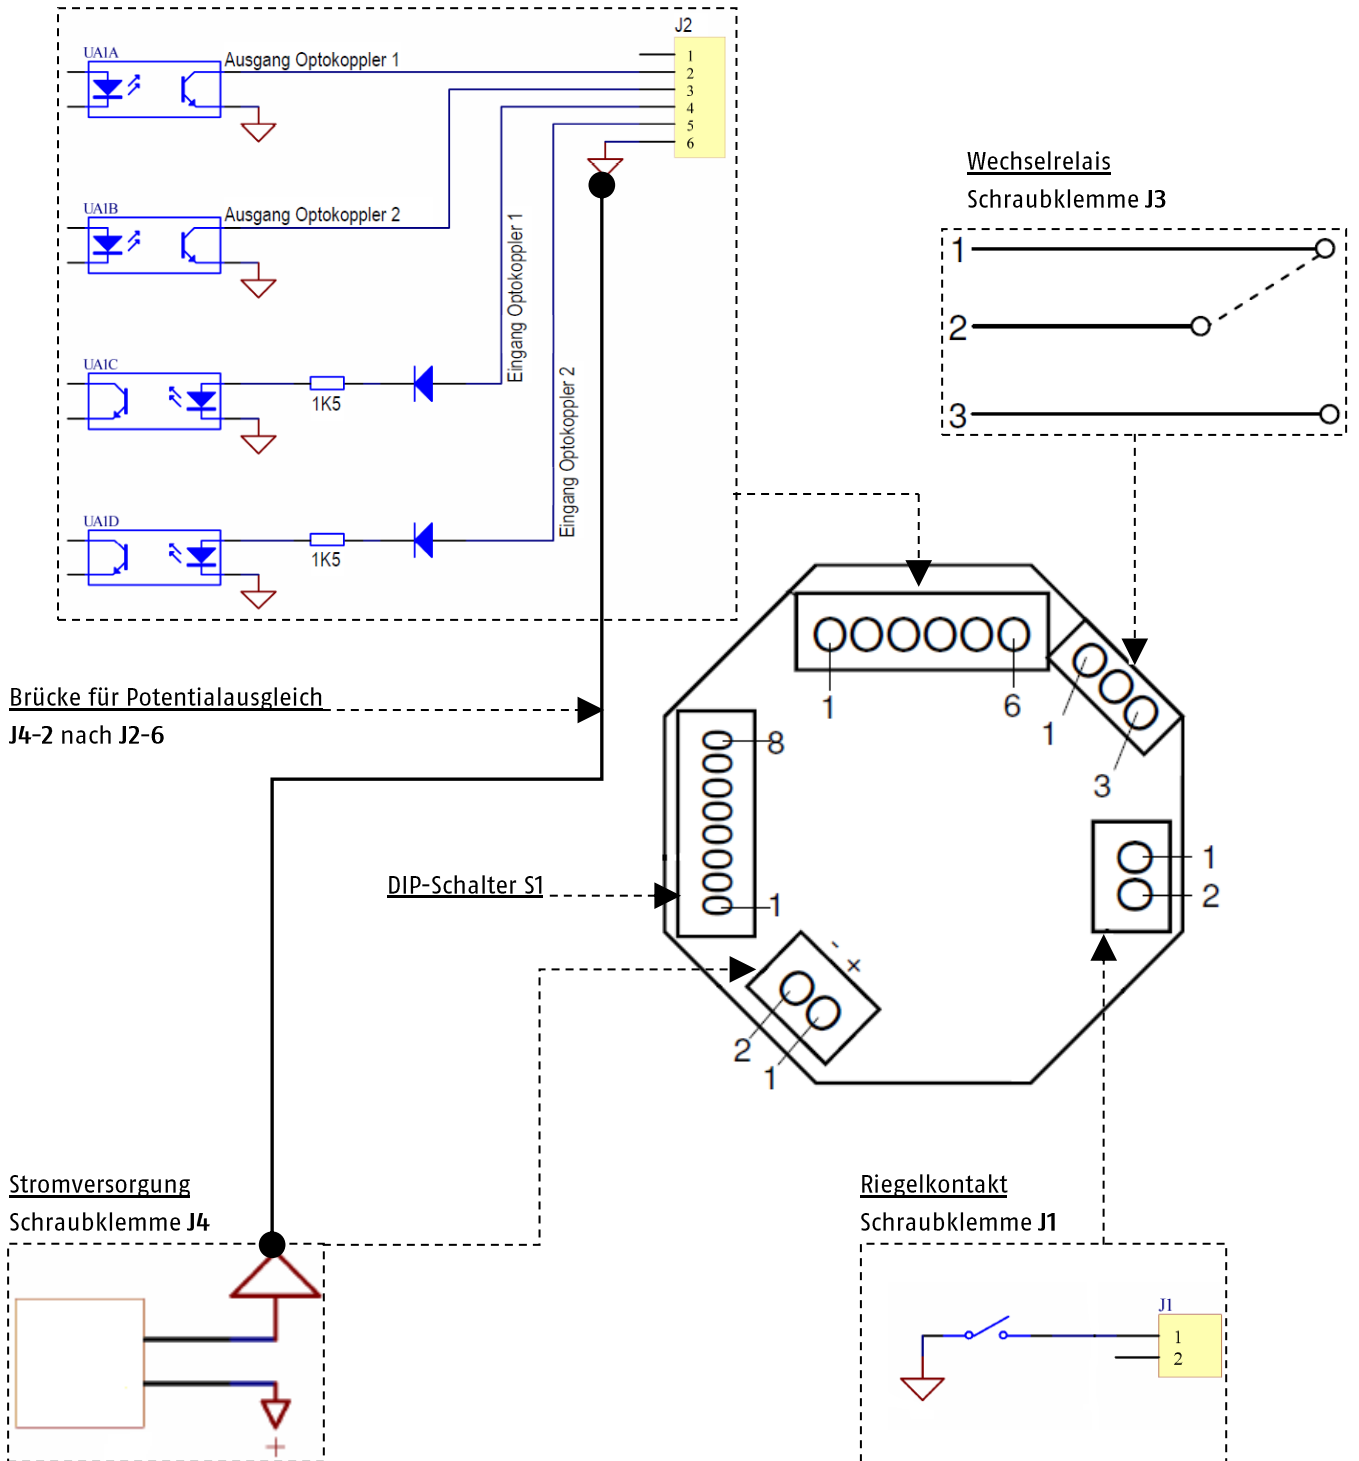 J2
UA1A
Ausgang Optokoppler 1
1
2
3
4
5
6
UA1B
Ausgang Optokoppler 2
Eingang Optokoppler 1
UA1C
1K5
Eingang Optokoppler 2
UA1D
1K5
Wechselrelais
Schraubklemme J3
1
2
3
Brücke für Potentialausgleich
J4-2 nach J2-6
1
6
1
3
8
1
DIP-Schalter S1
1
2
-
+
2
1
Stromversorgung
Schraubklemme J4
+
Riegelkontakt
Schraubklemme J1
J1
1
2